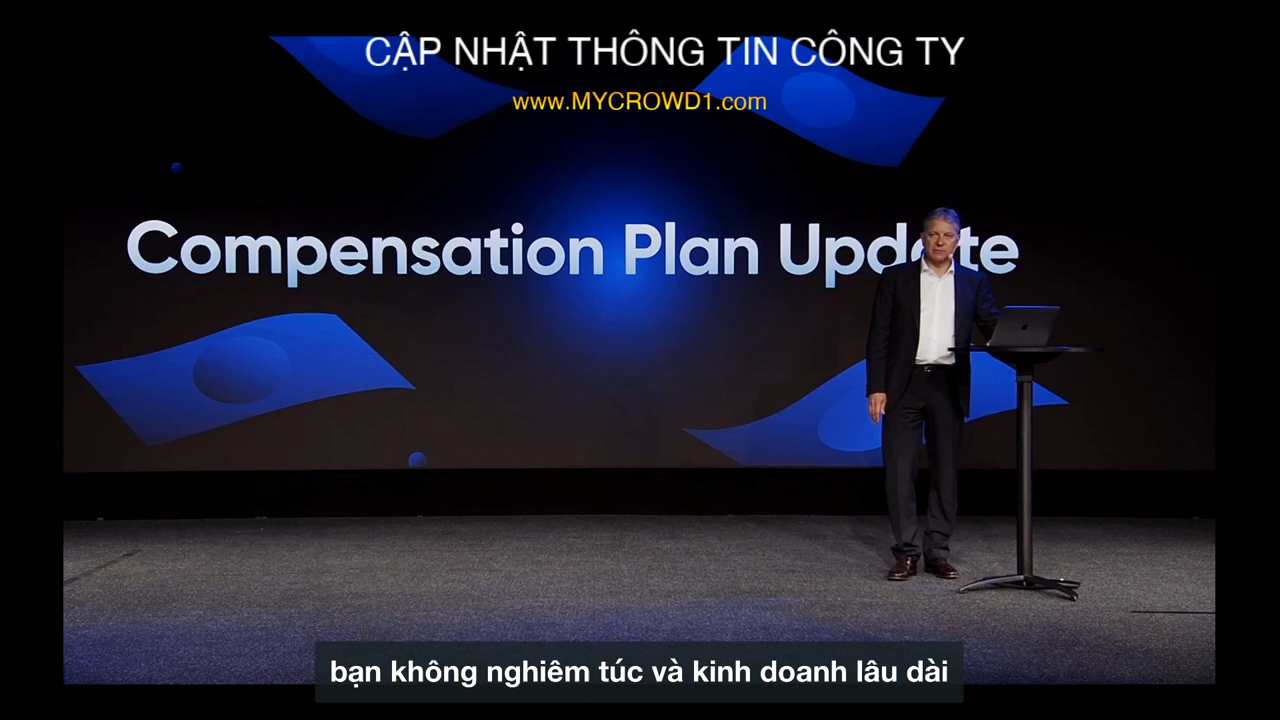 CẬP NHẬT THÔNG TIN CÔNG TY
www.MYCROWD1.com
Compensation Plan Update
bạn không nghiêm túc và kinh doanh lâu dài